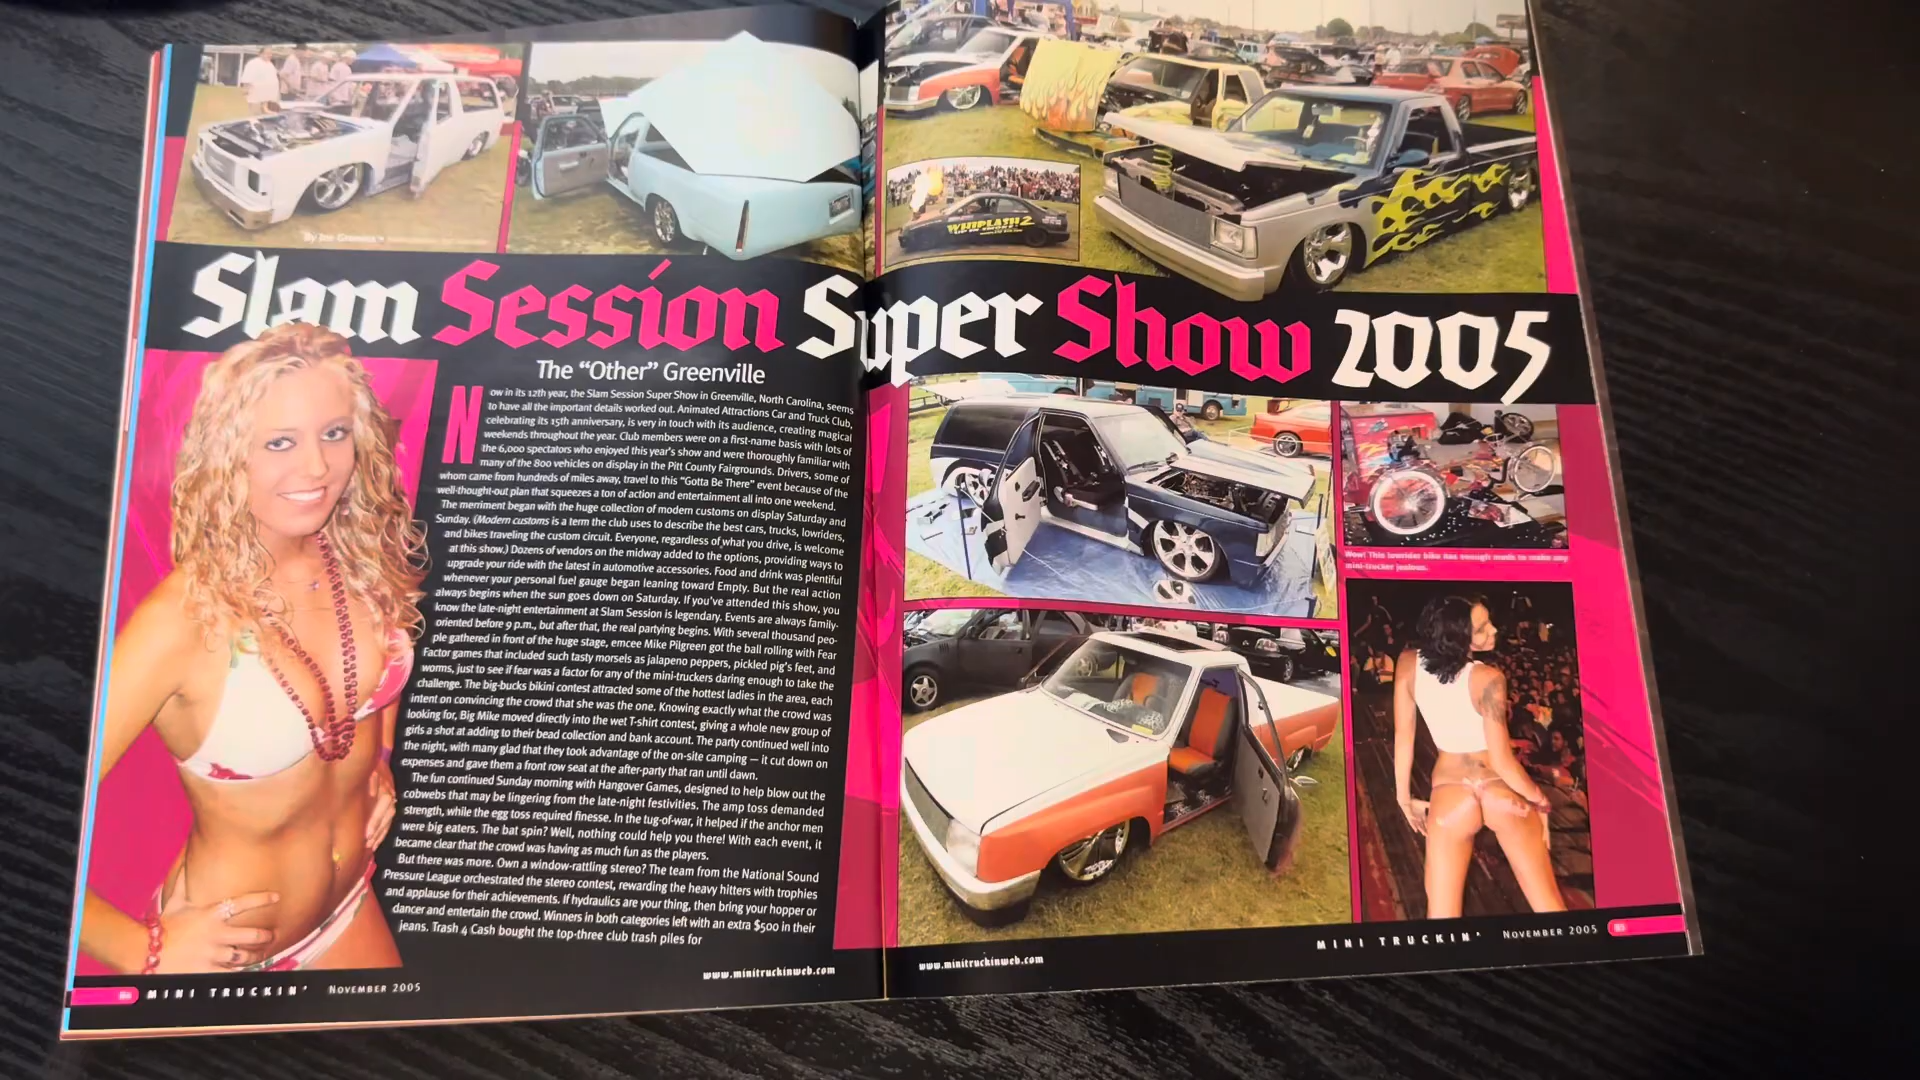 WHIPLASH 2
Slam Session Super Show 2005
The “Other” Greenville
Now in its 12th year, the Slam Session Super Show in Greenville, North Carolina, seems
to have all the important details worked out. Animated Attractions Car and Truck Club,
celebrating its 15th anniversary, is very in touch with its audience, creating magical
weekends throughout the year. Club members were on a first-name basis with lots of
the 6,000 spectators who enjoyed this year's show and were thoroughly familiar with
many of the 800 vehicles on display in the Pitt County Fairgrounds. Drivers, some of
whom came from hundreds of miles away, travel to this “Gotta Be There” event because of the
well-thought-out plan that squeezes a ton of action and entertainment all into one weekend.
The merriment began with the huge collection of modern customs on display Saturday and
Sunday. (Modern customs is a term the club uses to describe the best cars, trucks, lowriders,
and bikes traveling the custom circuit. Everyone, regardless of what you drive, is welcome
at this show.) Dozens of vendors on the midway added to the options, providing ways to
upgrade your ride with the latest in automotive accessories. Food and drink was plentiful
whenever your personal fuel gauge began leaning toward Empty. But the real action
always begins when the sun goes down on Saturday. If you've attended this show, you
know the late-night entertainment at Slam Session is legendary. Events are always family-
oriented before 9 p.m., but after that, the real partying begins. With several thousand peo-
ple gathered in front of the huge stage, emcee Mike Pilgreen got the ball rolling with Fear
Factor games that included such tasty morsels as jalapeno peppers, pickled pig's feet, and
worms, just to see if fear was a factor for any of the mini-truckers daring enough to take the
challenge. The big-bucks bikini contest attracted some of the hottest ladies in the area, each
intent on convincing the crowd that she was the one. Knowing exactly what the crowd was
looking for, Big Mike moved directly into the wet T-shirt contest, giving a whole new group of
girls a shot at adding to their bead collection and bank account. The party continued well into
the night, with many glad that they took advantage of the on-site camping — it cut down on
expenses and gave them a front row seat at the after-party that ran until dawn.
The fun continued Sunday morning with Hangover Games, designed to help blow out the
cobwebs that may be lingering from the late-night festivities. The amp toss demanded
strength, while the egg toss required finesse. In the tug-of-war, it helped if the anchor men
were big eaters. The bat spin? Well, nothing could help you there! With each event, it
became clear that the crowd was having as much fun as the players.
But there was more. Own a window-rattling stereo? The team from the National Sound
Pressure League orchestrated the stereo contest, rewarding the heavy hitters with trophies
and applause for their achievements. If hydraulics are your thing, then bring your hopper or
dancer and entertain the crowd. Winners in both categories left with an extra $500 in their
jeans. Trash 4 Cash bought the top-three club trash piles for
Wow! This lowrider bike has enough mods to make any
mini-trucker jealous.
MINI TRUCKIN' NOVEMBER 2005
www.minitruckinweb.com
www.minitruckinweb.com
MINI TRUCKIN' NOVEMBER 2005